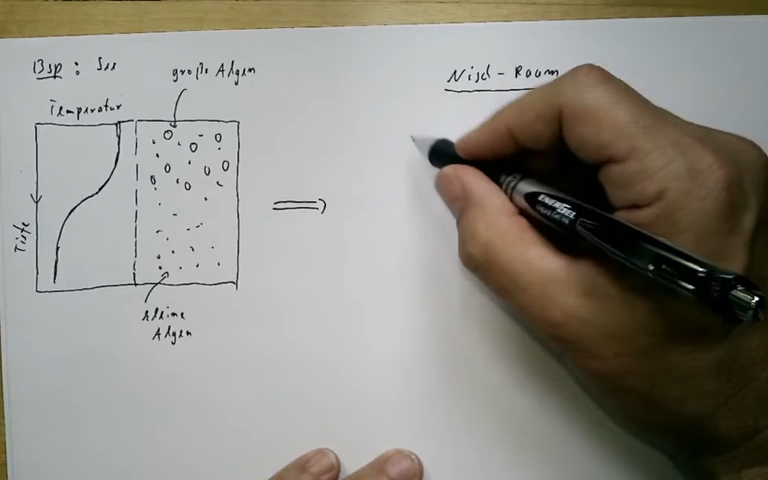 Bsp : See
große Algen
Nisch-Raum
Temperatur
Tiefe
kleine
Algen
ENERGEL